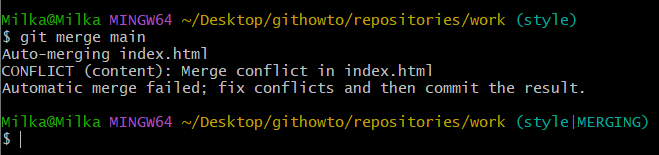 Milka@Milka MINGW64 ~/Desktop/githowto/repositories/work (style)
$ git merge main
Auto-merging index.html
CONFLICT (content): Merge conflict in index.html
Automatic merge failed; fix conflicts and then commit the result.
Milka@Milka MINGW64 ~/Desktop/githowto/repositories/work (style|MERGING)
$